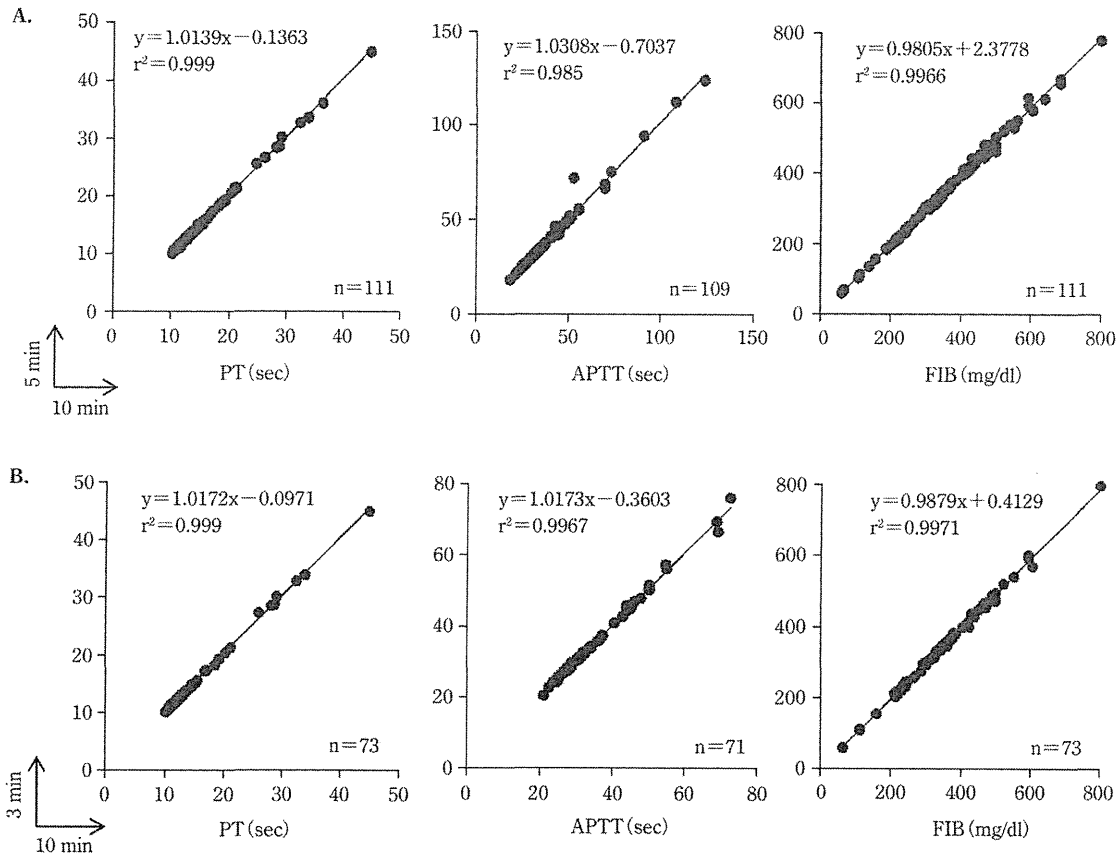 A.
y=1.0139x−0.1363
r²=0.999
50
40
30
20
10
0
n=111
0 10 20 30 40 50
PT(sec)
y=1.0308x−0.7037
r²=0.985
150
100
50
0
n=109
0 50 100 150
APTT(sec)
y=0.9805x+2.3778
r²=0.9966
800
600
400
200
0
n=111
0 200 400 600 800
FIB(mg/dl)
5 min
10 min
B.
y=1.0172x−0.0971
r²=0.999
50
40
30
20
10
0
n=73
0 10 20 30 40 50
PT(sec)
y=1.0173x−0.3603
r²=0.9967
80
60
40
20
0
n=71
0 20 40 60 80
APTT(sec)
y=0.9879x+0.4129
r²=0.9971
800
600
400
200
0
n=73
0 200 400 600 800
FIB(mg/dl)
3 min
10 min